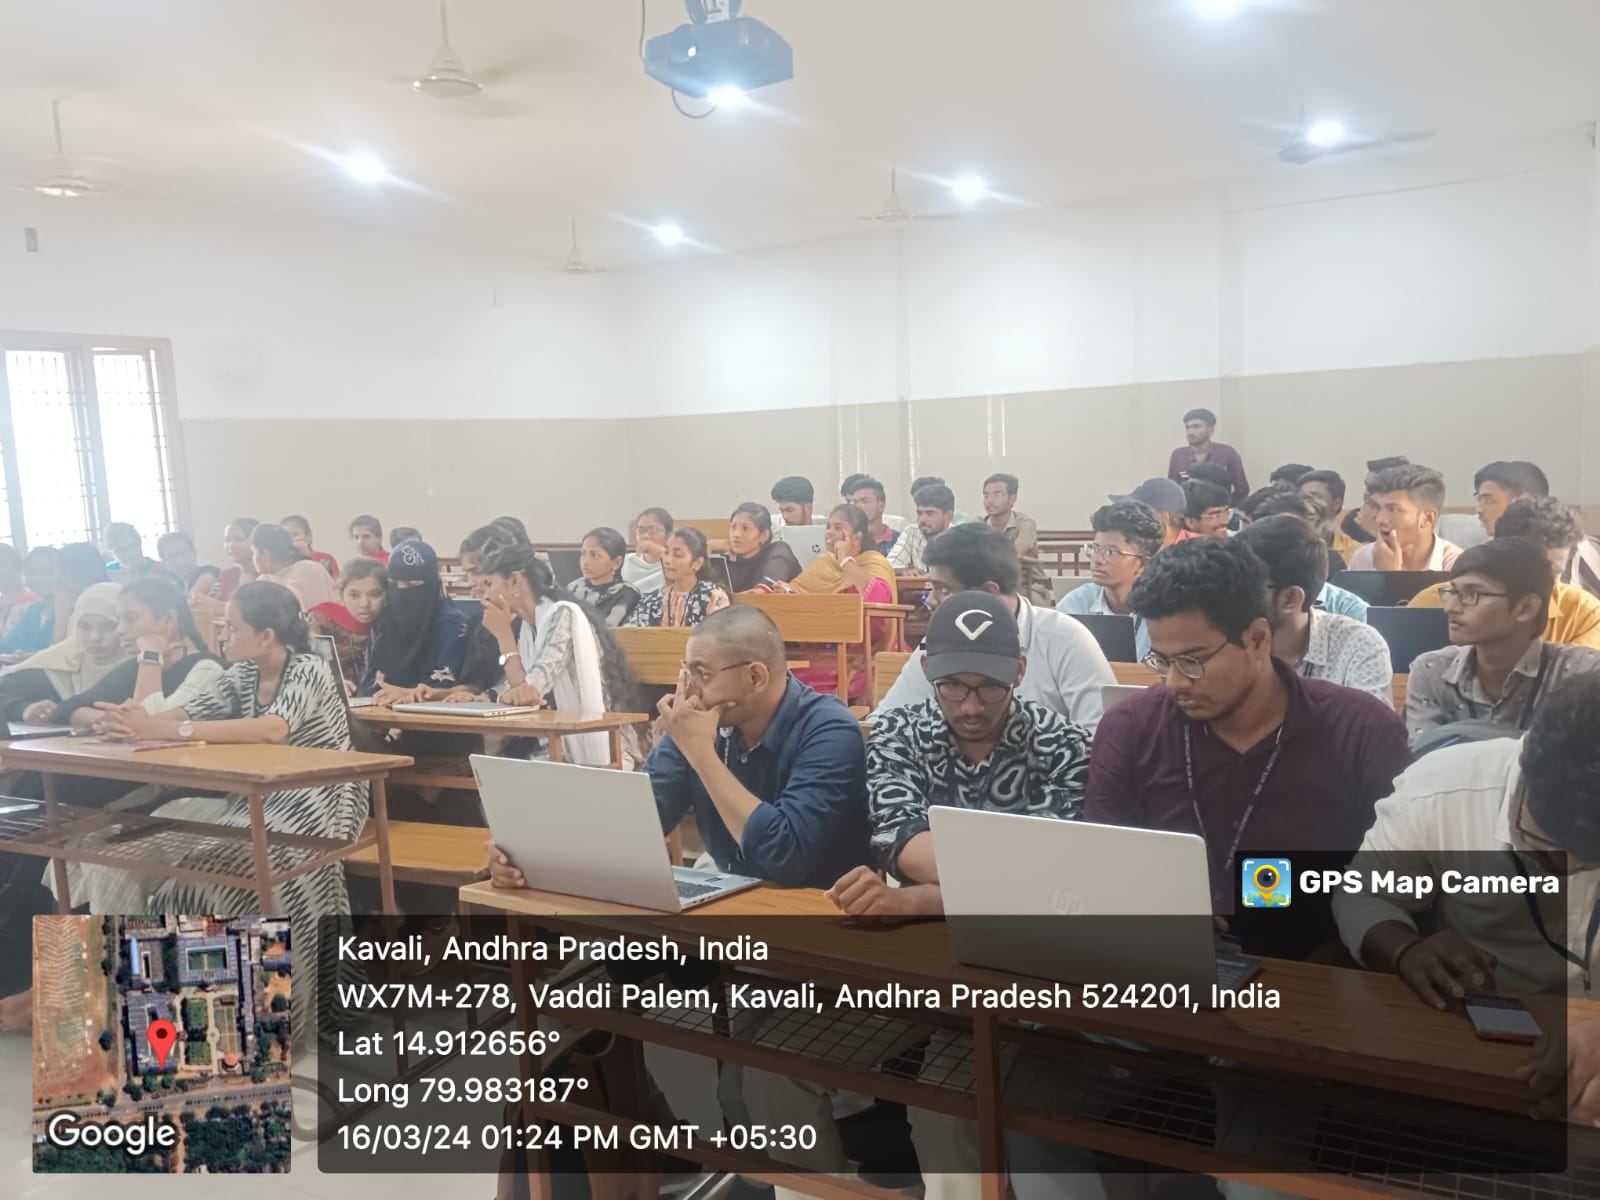 GPS Map Camera
Kavali, Andhra Pradesh, India
WX7M+278, Vaddi Palem, Kavali, Andhra Pradesh 524201, India
Lat 14.912656°
Long 79.983187°
16/03/24 01:24 PM GMT +05:30
Google
hp